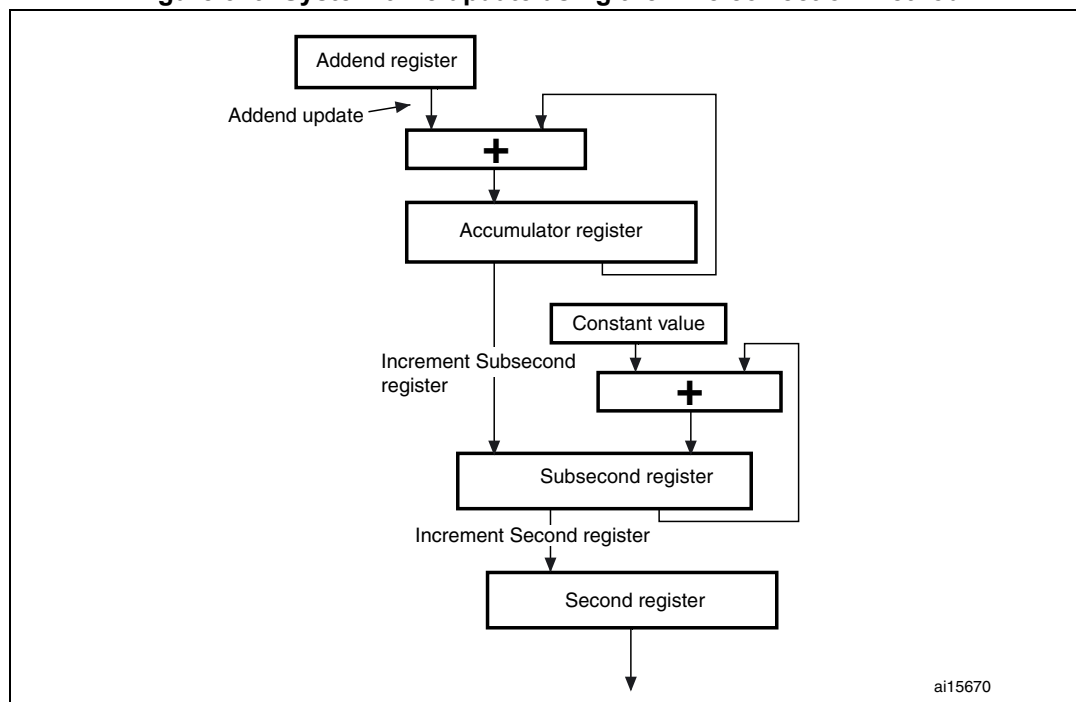 Addend register
Addend update
+
Accumulator register
Constant value
Increment Subsecond
register
+
Subsecond register
Increment Second register
Second register
ai15670